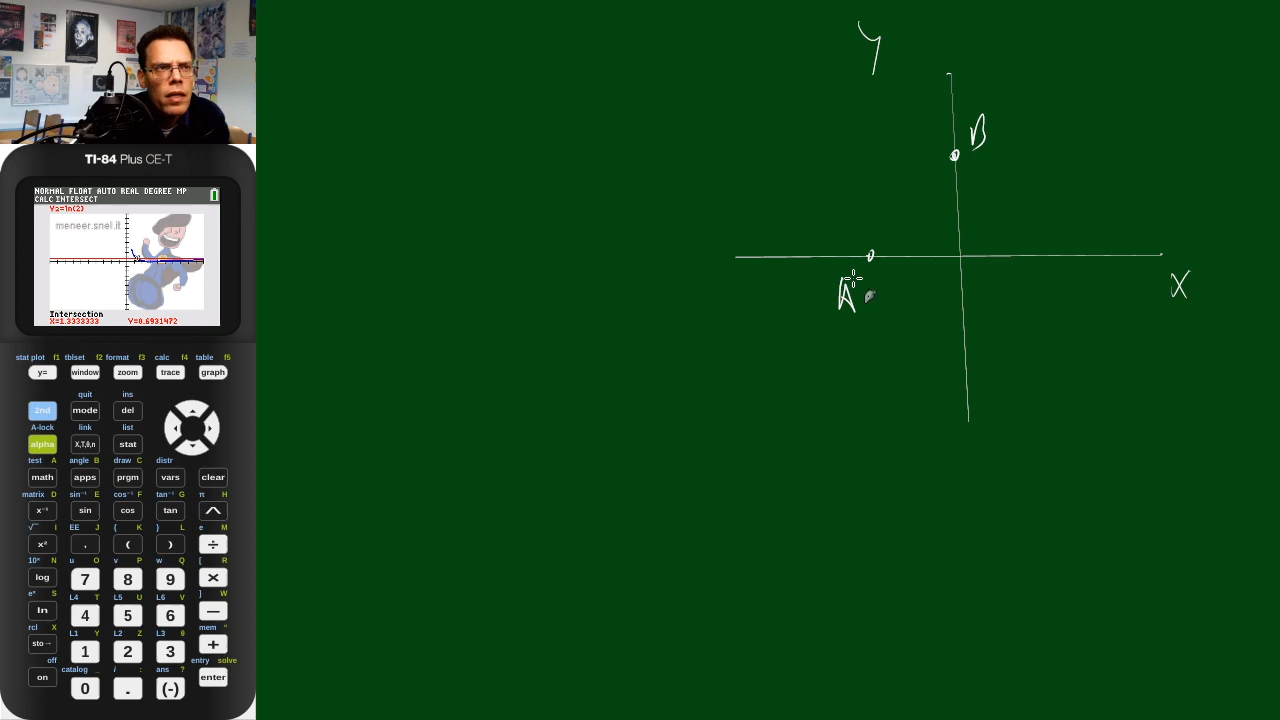 TI-84 Plus CE-T
NORMAL FLOAT AUTO REAL DEGREE MP
CALC INTERSECT
Y2=ln(2)
meneer.snel.it
Intersection
X=1.3333333 Y=0.6931472
stat plot f1 tblset f2 format f3 calc f4 table f5
y= window zoom trace graph
quit ins
2nd mode del
A-lock link list
alpha X,T,θ,n stat
test A angle B draw C distr
math apps prgm vars clear
matrix D sin⁻¹ E cos⁻¹ F tan⁻¹ G π H
x⁻¹ sin cos tan ^
√ I EE J { K } L e M
x² , ( ) ÷
10ˣ N u O v P w Q [ R
log 7 8 9 ×
eˣ S L4 T L5 U L6 V ] W
ln 4 5 6 −
rcl X L1 Y L2 Z L3 θ mem "
sto→ 1 2 3 +
off catalog _ i : ans ? entry solve
on 0 . (-) enter
Y
B
A
X